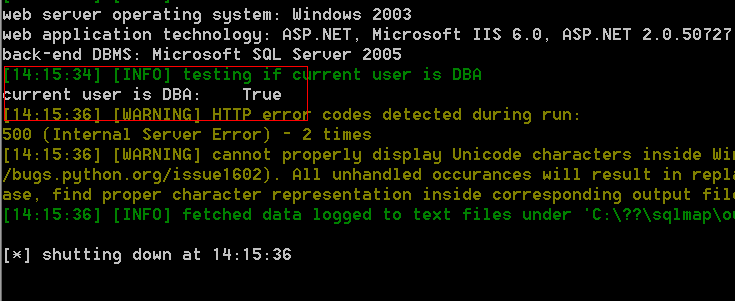 web server operating system: Windows 2003
web application technology: ASP.NET, Microsoft IIS 6.0, ASP.NET 2.0.50727
back-end DBMS: Microsoft SQL Server 2005
[14:15:34] [INFO] testing if current user is DBA
current user is DBA:    True
[14:15:36] [WARNING] HTTP error codes detected during run:
500 (Internal Server Error) - 2 times
[14:15:36] [WARNING] cannot properly display Unicode characters inside Win
/bugs.python.org/issue1602). All unhandled occurances will result in repla
ase, find proper character representation inside corresponding output file
[14:15:36] [INFO] fetched data logged to text files under 'C:\??\sqlmap\ou
[*] shutting down at 14:15:36